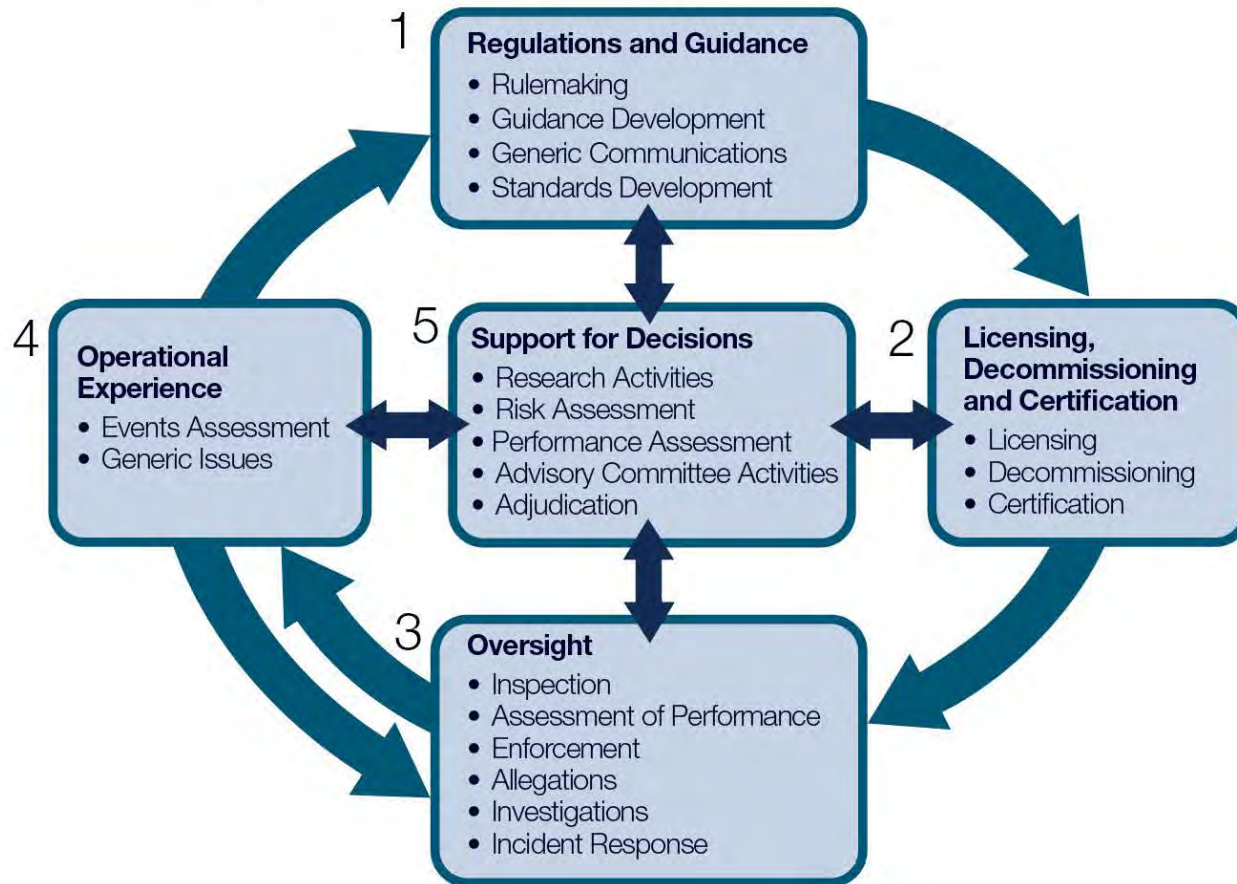 1
Regulations and Guidance
• Rulemaking
• Guidance Development
• Generic Communications
• Standards Development
4
Operational
Experience
• Events Assessment
• Generic Issues
5
Support for Decisions
• Research Activities
• Risk Assessment
• Performance Assessment
• Advisory Committee Activities
• Adjudication
2
Licensing,
Decommissioning
and Certification
• Licensing
• Decommissioning
• Certification
3
Oversight
• Inspection
• Assessment of Performance
• Enforcement
• Allegations
• Investigations
• Incident Response